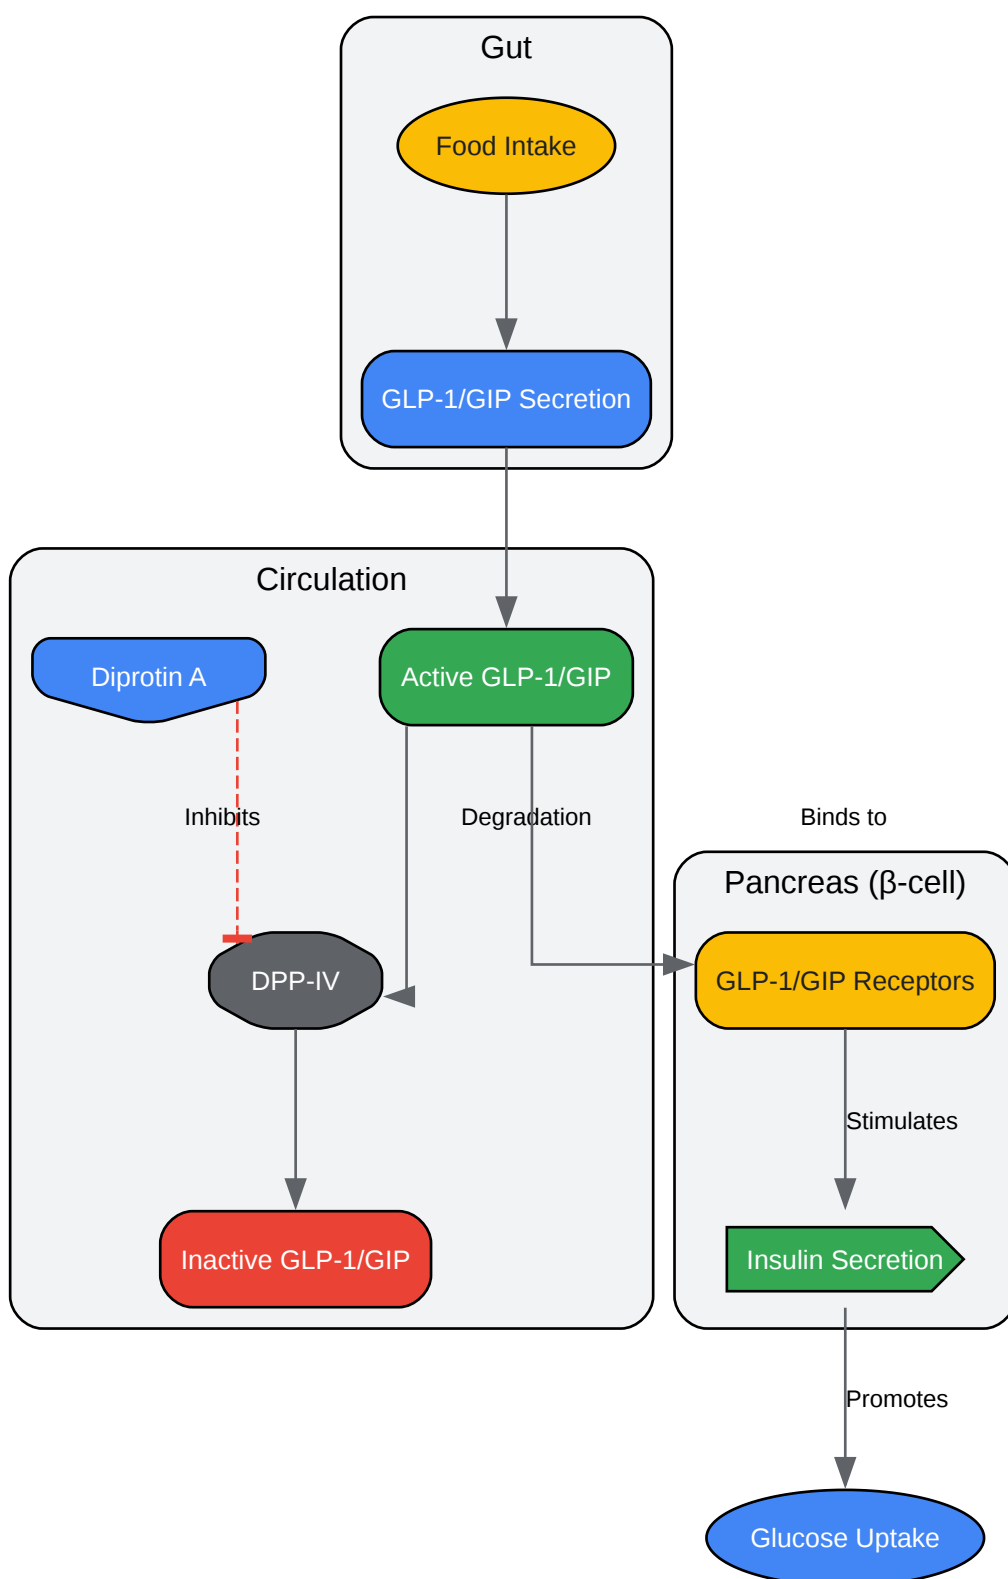 Gut
Food Intake
GLP-1/GIP Secretion
Circulation
Diprotin A
Active GLP-1/GIP
Inhibits
Degradation
Binds to
Pancreas (β-cell)
DPP-IV
GLP-1/GIP Receptors
Stimulates
Inactive GLP-1/GIP
Insulin Secretion
Promotes
Glucose Uptake